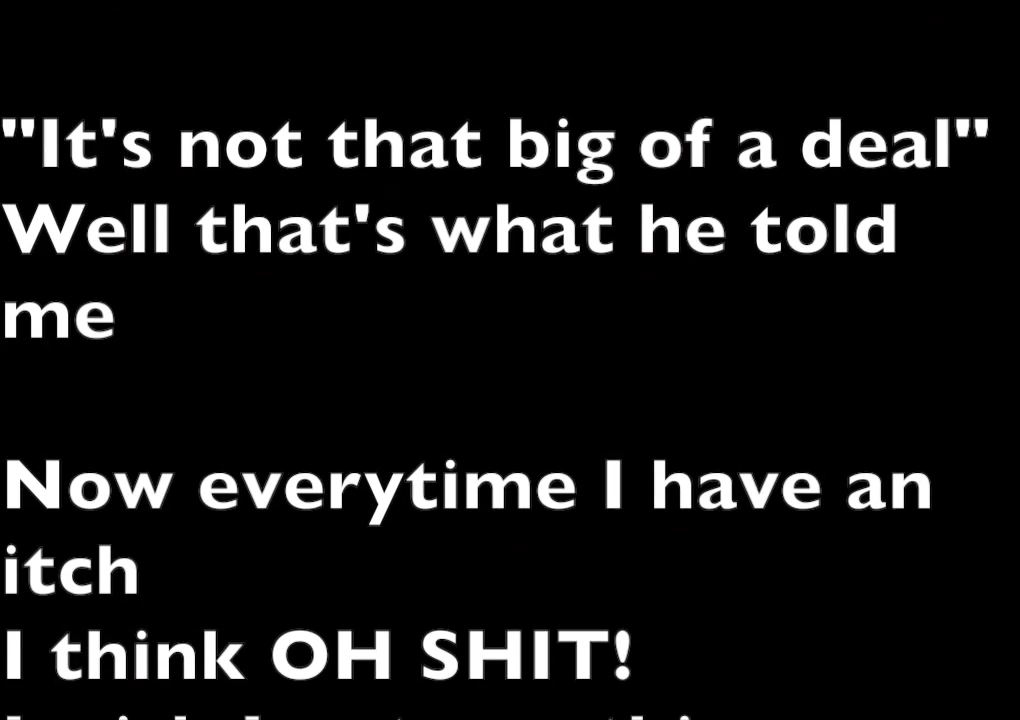 "It's not that big of a deal"
Well that's what he told
me
Now everytime I have an
itch
I think OH SHIT!